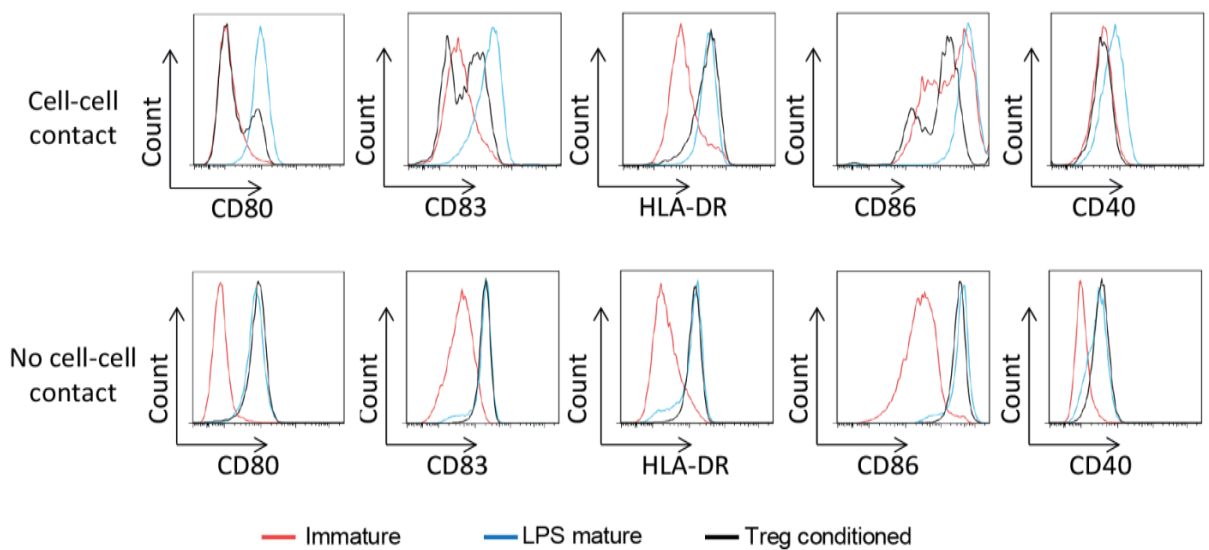 Cell-cell
contact
Count
CD80
Count
CD83
Count
HLA-DR
Count
CD86
Count
CD40
No cell-cell
contact
Count
CD80
Count
CD83
Count
HLA-DR
Count
CD86
Count
CD40
Immature
LPS mature
Treg conditioned